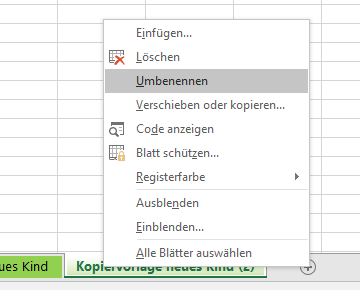 Einfügen...
Löschen
Umbenennen
Verschieben oder kopieren...
Code anzeigen
Blatt schützen...
Registerfarbe
Ausblenden
Einblenden...
Alle Blätter auswählen
ues Kind Kopiervorlage neues Kind (2)